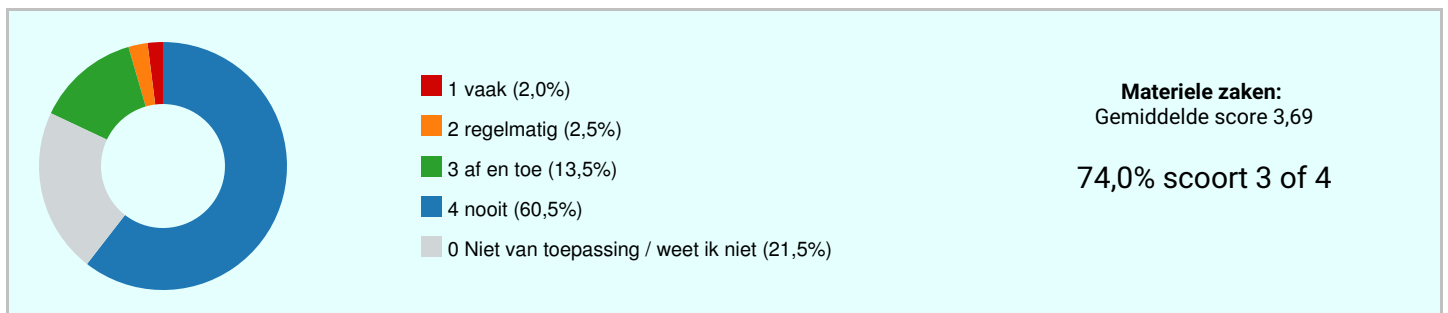 1 vaak (2,0%)
2 regelmatig (2,5%)
3 af en toe (13,5%)
4 nooit (60,5%)
0 Niet van toepassing / weet ik niet (21,5%)
Materiele zaken:
Gemiddelde score 3,69
74,0% scoort 3 of 4